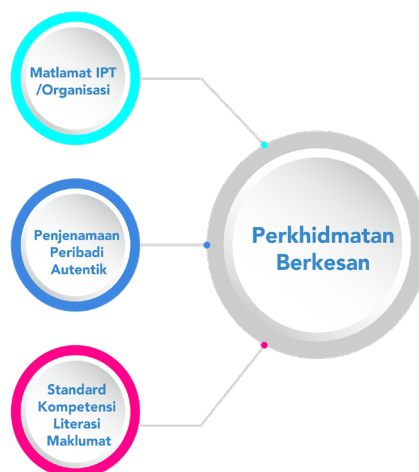 Matlamat IPT
/Organisasi
Penjenamaan
Peribadi
Autentik
Perkhidmatan
Berkesan
Standard
Kompetensi
Literasi
Maklumat